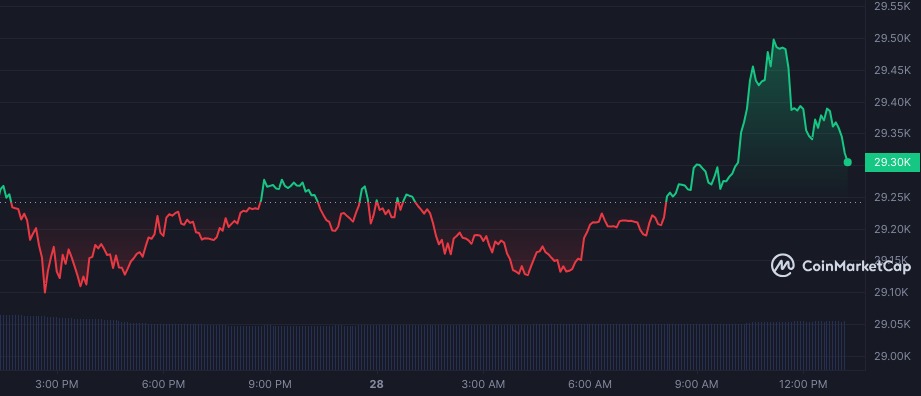 29.55K
29.50K
29.45K
29.40K
29.35K
29.30K
29.25K
29.20K
29.15K
CoinMarketCap
29.10K
29.05K
29.00K
3:00 PM 6:00 PM 9:00 PM 28 3:00 AM 6:00 AM 9:00 AM 12:00 PM